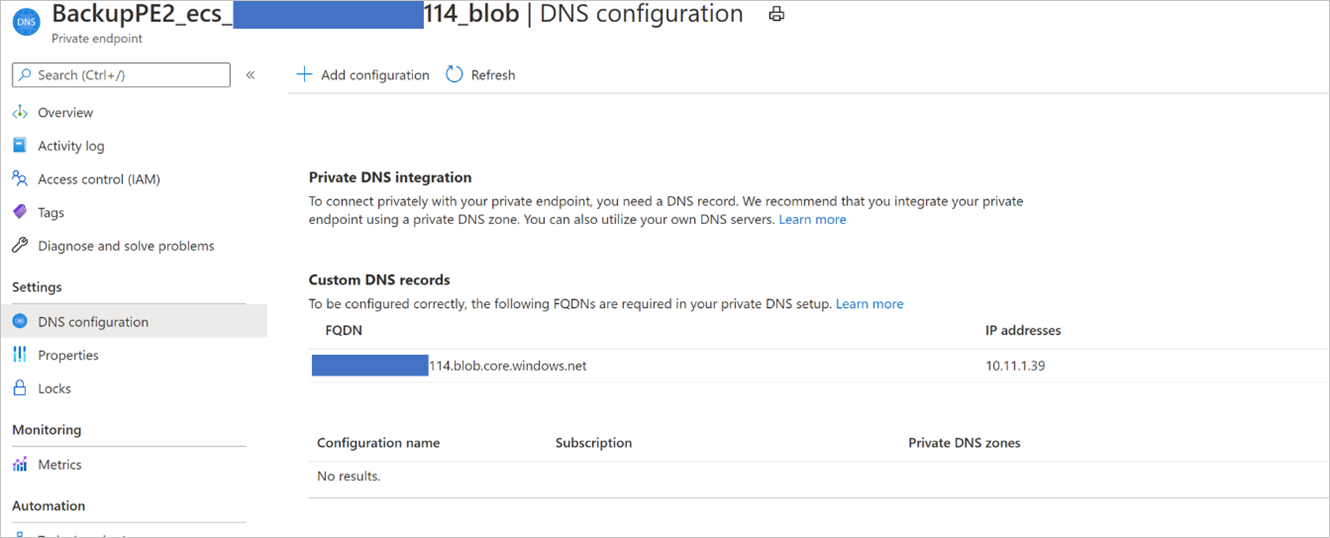 BackupPE2_ecs_ 114_blob | DNS configuration
DNS
Private endpoint
Search (Ctrl+/)
«
Add configuration
Refresh
Overview
Activity log
Access control (IAM)
Tags
Diagnose and solve problems
Settings
DNS configuration
Properties
Locks
Monitoring
Metrics
Automation
Private DNS integration
To connect privately with your private endpoint, you need a DNS record. We recommend that you integrate your private
endpoint using a private DNS zone. You can also utilize your own DNS servers. Learn more
Custom DNS records
To be configured correctly, the following FQDNs are required in your private DNS setup. Learn more
FQDN IP addresses
114.blob.core.windows.net 10.11.1.39
Configuration name Subscription Private DNS zones
No results.